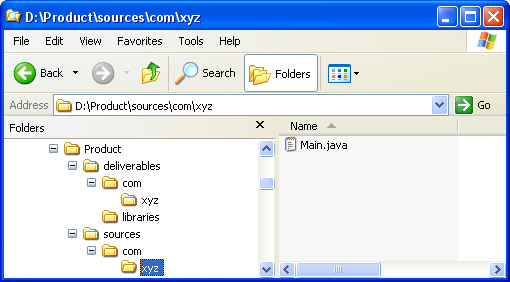 D:\Product\sources\com\xyz
File Edit View Favorites Tools Help
Back Search Folders
Address D:\Product\sources\com\xyz Go
Folders Name
Product Main.java
deliverables
com
xyz
libraries
sources
com
xyz